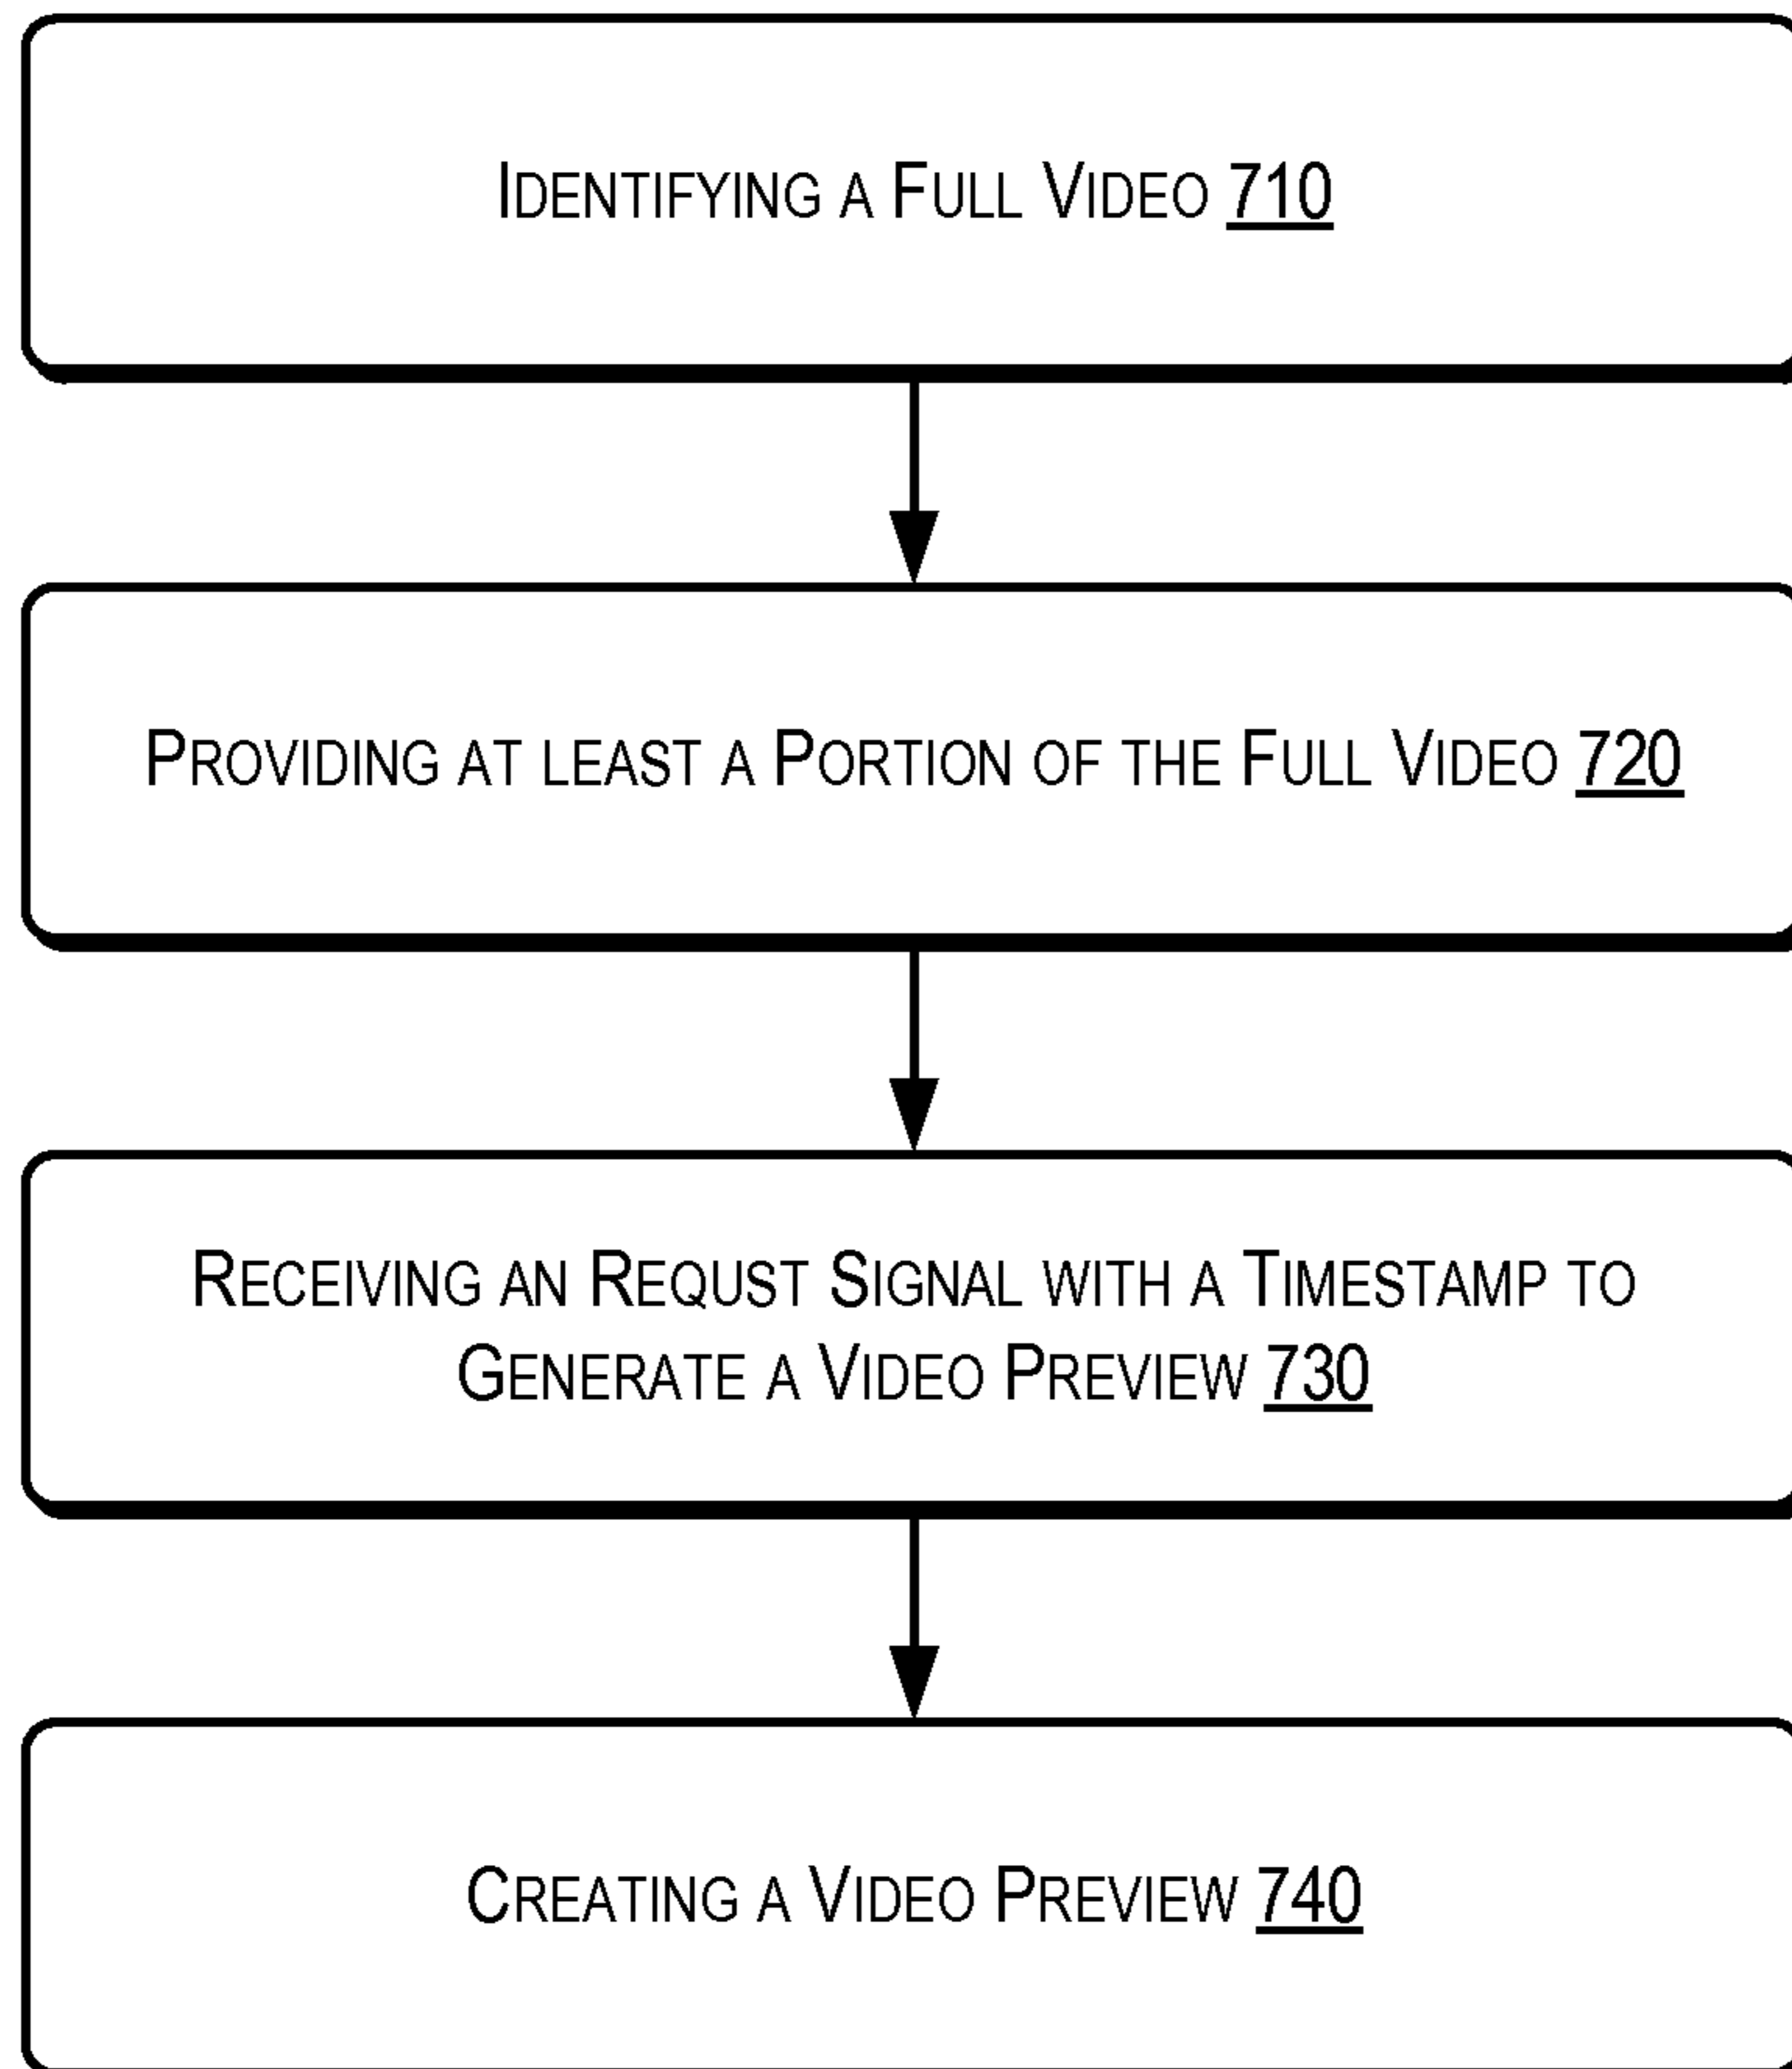 IDENTIFYING A FULL VIDEO 710
PROVIDING AT LEAST A PORTION OF THE FULL VIDEO 720
RECEIVING AN REQUST SIGNAL WITH A TIMESTAMP TO
GENERATE A VIDEO PREVIEW 730
CREATING A VIDEO PREVIEW 740